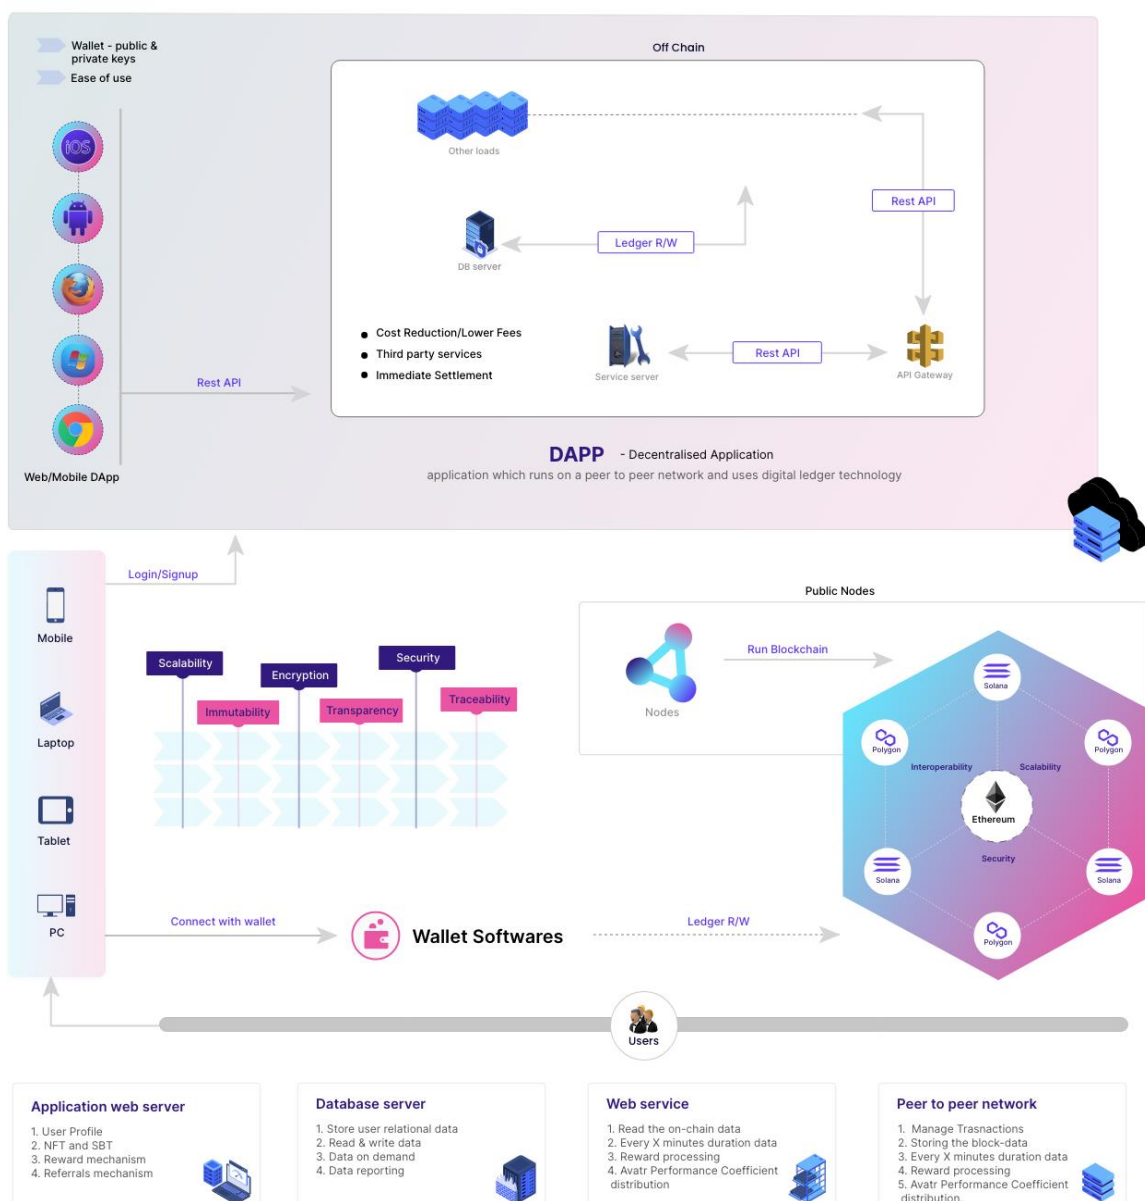 Wallet - public &
private keys
Ease of use
Off Chain
iOS
Other loads
Rest API
Ledger R/W
DB server
Cost Reduction/Lower Fees
Third party services
Immediate Settlement
Service server
Rest API
API Gateway
Rest API
Web/Mobile DApp
DAPP - Decentralised Application
application which runs on a peer to peer network and uses digital ledger technology
Login/Signup
Mobile
Laptop
Tablet
PC
Scalability
Immutability
Encryption
Transparency
Security
Traceability
Public Nodes
Nodes
Run Blockchain
Solana
Polygon
Polygon
Interoperability
Scalability
Ethereum
Security
Solana
Solana
Polygon
Connect with wallet
Wallet Softwares
Ledger R/W
Users
Application web server
1. User Profile
2. NFT and SBT
3. Reward mechanism
4. Referrals mechanism
Database server
1. Store user relational data
2. Read & write data
3. Data on demand
4. Data reporting
Web service
1. Read the on-chain data
2. Every X minutes duration data
3. Reward processing
4. Avatr Performance Coefficient
distribution
Peer to peer network
1. Manage Trasnactions
2. Storing the block-data
3. Every X minutes duration data
4. Reward processing
5. Avatr Performance Coefficient
distribution